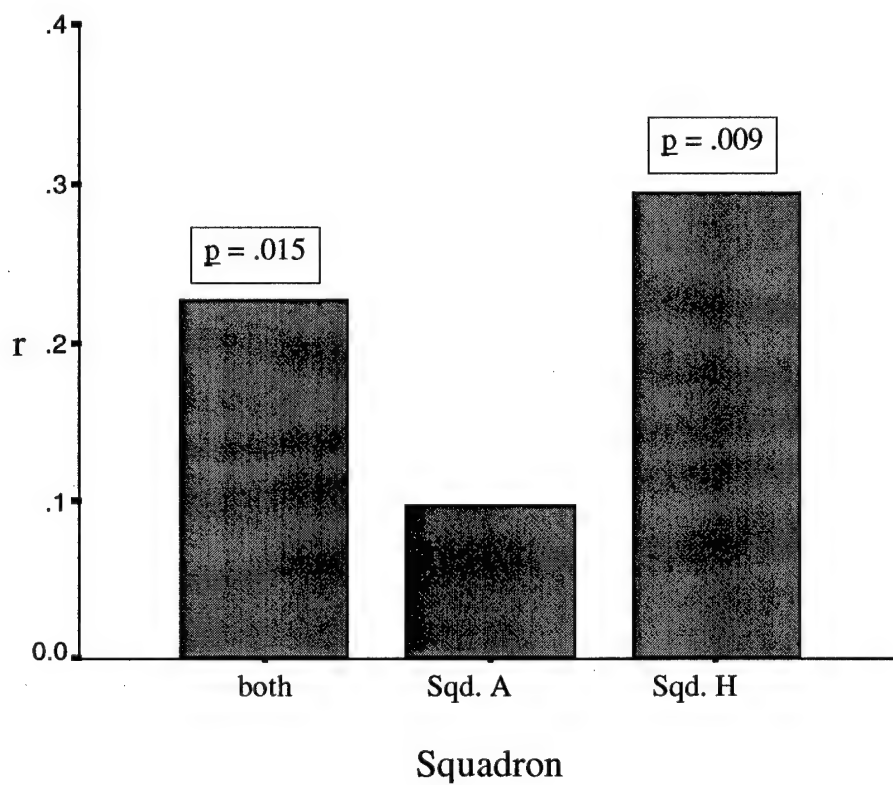 .4
p = .009
.3
p = .015
r .2
.1
0.0
both Sqd. A Sqd. H
Squadron